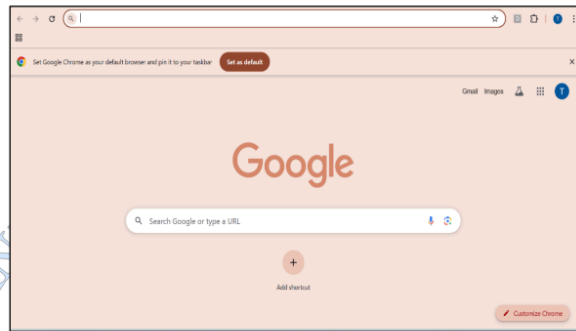 Set Google Chrome as your default browser and pin it to your taskbar Set as default
Gmail Images T
Google
Search Google or type a URL
Add shortcut
Customize Chrome